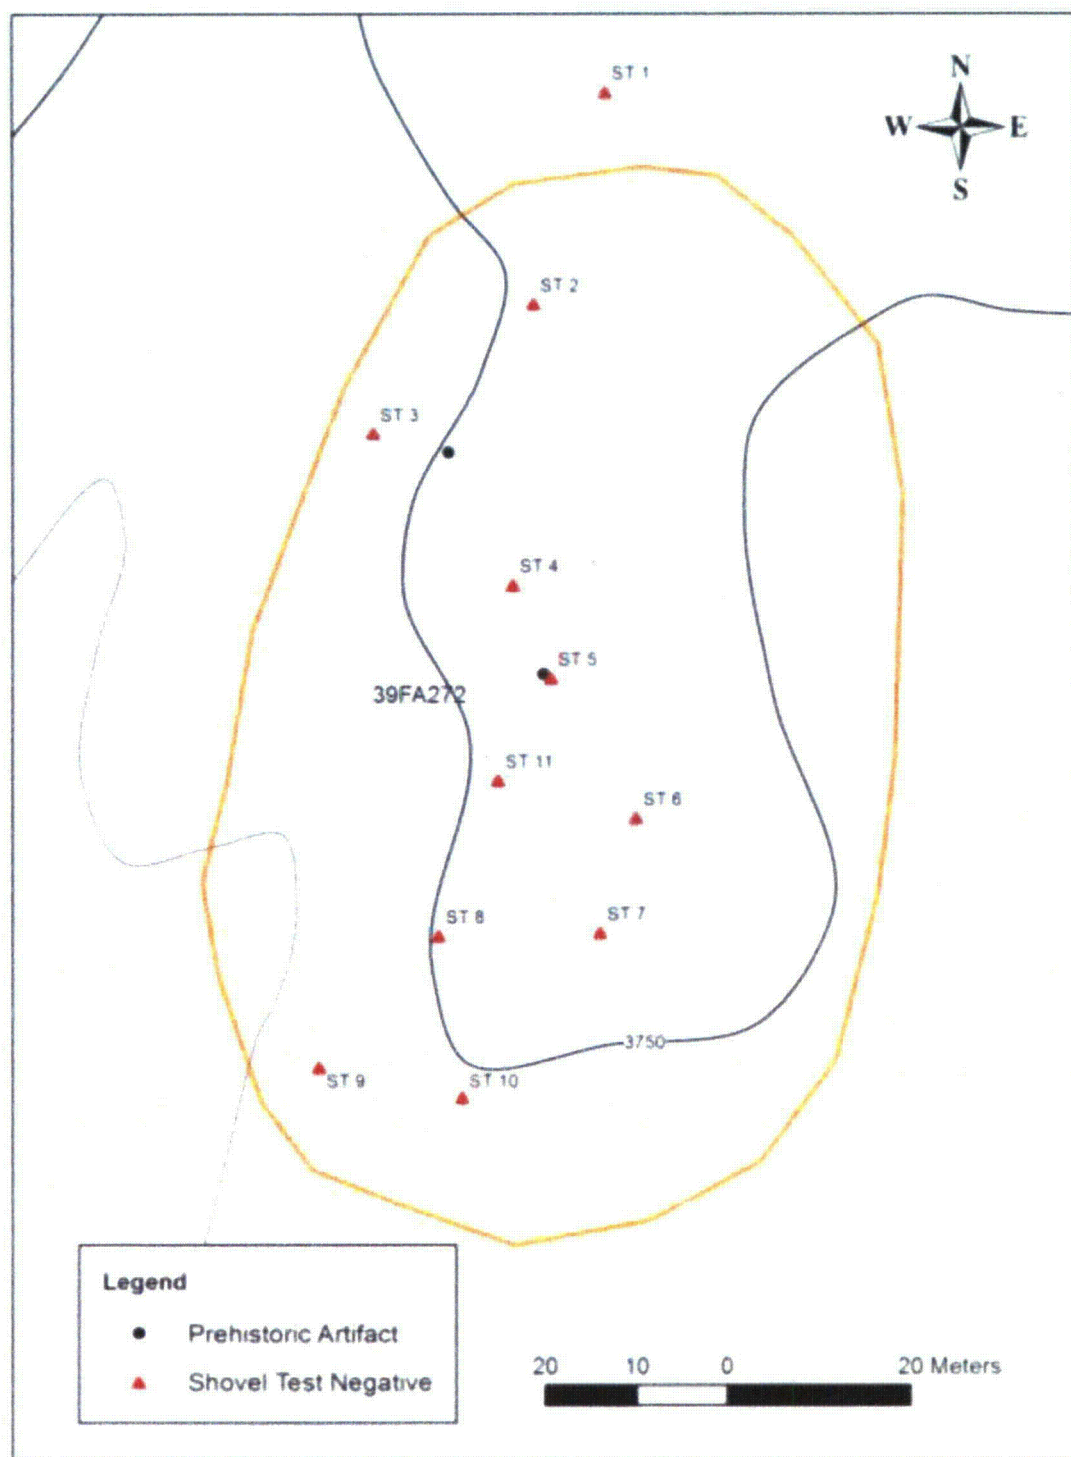 N
W E
S
ST 1
ST 2
ST 3
ST 4
ST 5
39FA272
ST 11
ST 6
ST 8
ST 7
3750
ST 9
ST 10
Legend
Prehistoric Artifact
Shovel Test Negative
20 10 0 20 Meters